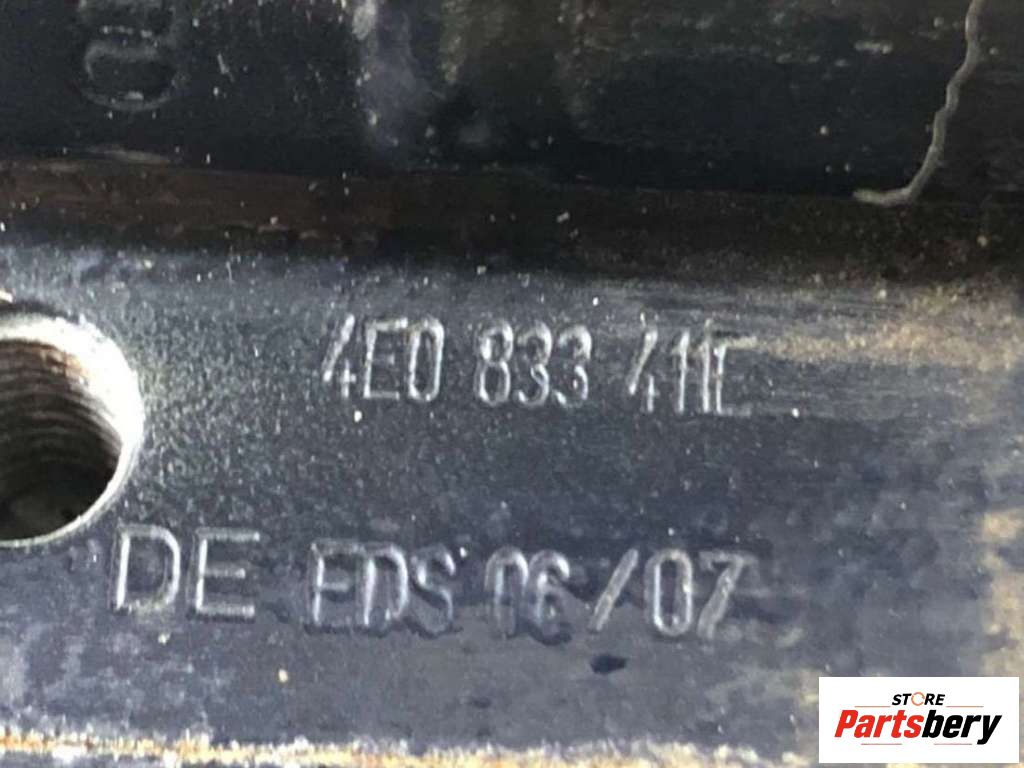 4E0 833 411E
DE EDS 06/07
STORE
Partsbery